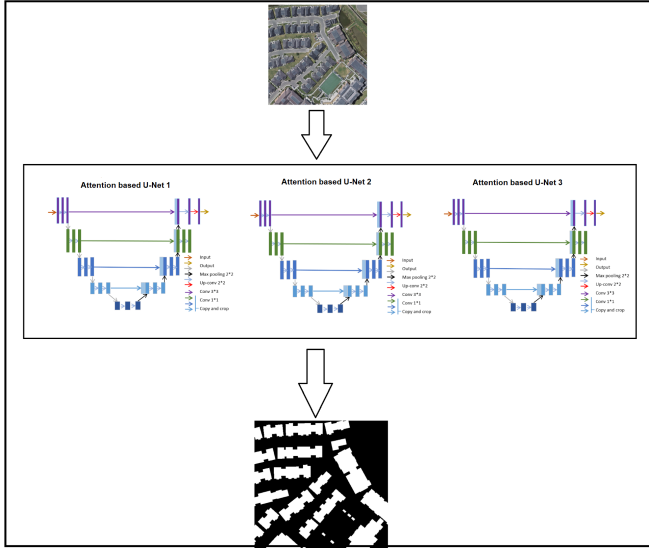 Attention based U-Net 1
Attention based U-Net 2
Attention based U-Net 3
Input
Output
Max pooling 2*2
Up-conv 2*2
Conv 3*3
Conv 1*1
Copy and crop
Input
Output
Max pooling 2*2
Up-conv 2*2
Conv 3*3
Conv 1*1
Copy and crop
Input
Output
Max pooling 2*2
Up-conv 2*2
Conv 3*3
Conv 1*1
Copy and crop